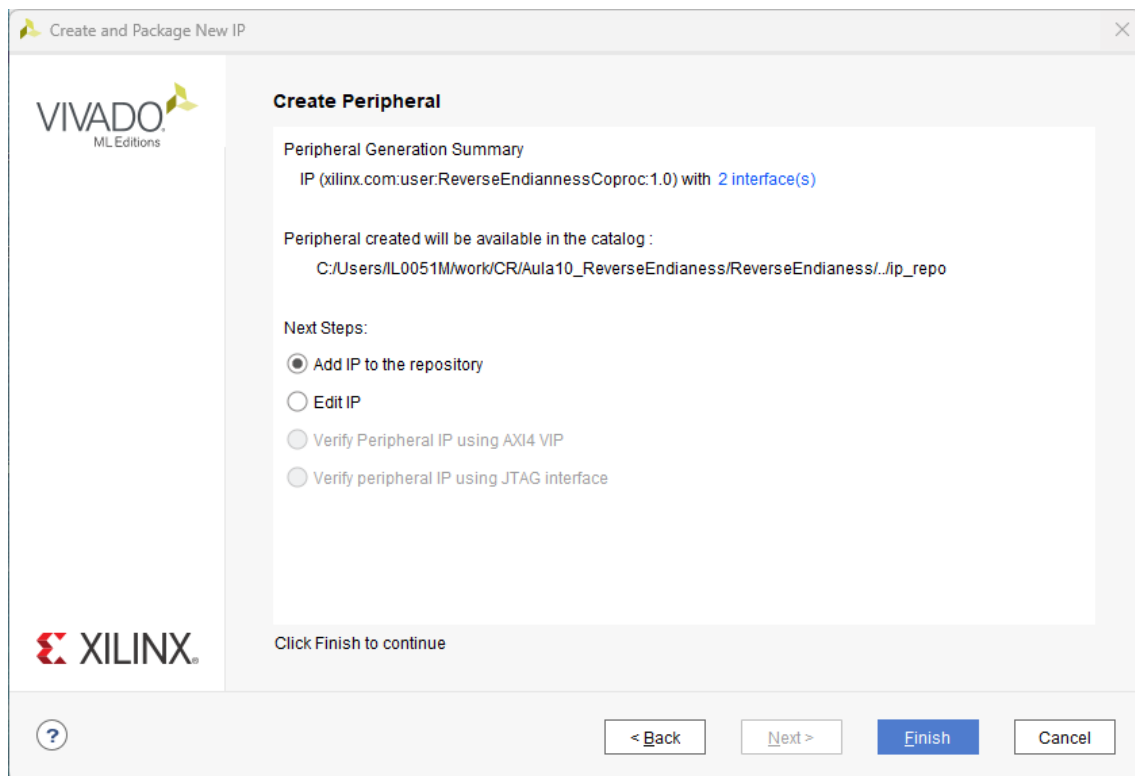 Create and Package New IP
VIVADO.
ML Editions
Create Peripheral
Peripheral Generation Summary
IP (xilinx.com:user:ReverseEndiannessCoproc:1.0) with 2 interface(s)
Peripheral created will be available in the catalog :
C:/Users/IL0051M/work/CR/Aula10_ReverseEndianess/ReverseEndianess/../ip_repo
Next Steps:
Add IP to the repository
Edit IP
Verify Peripheral IP using AXI4 VIP
Verify peripheral IP using JTAG interface
XILINX.
Click Finish to continue
?
< Back
Next >
Finish
Cancel